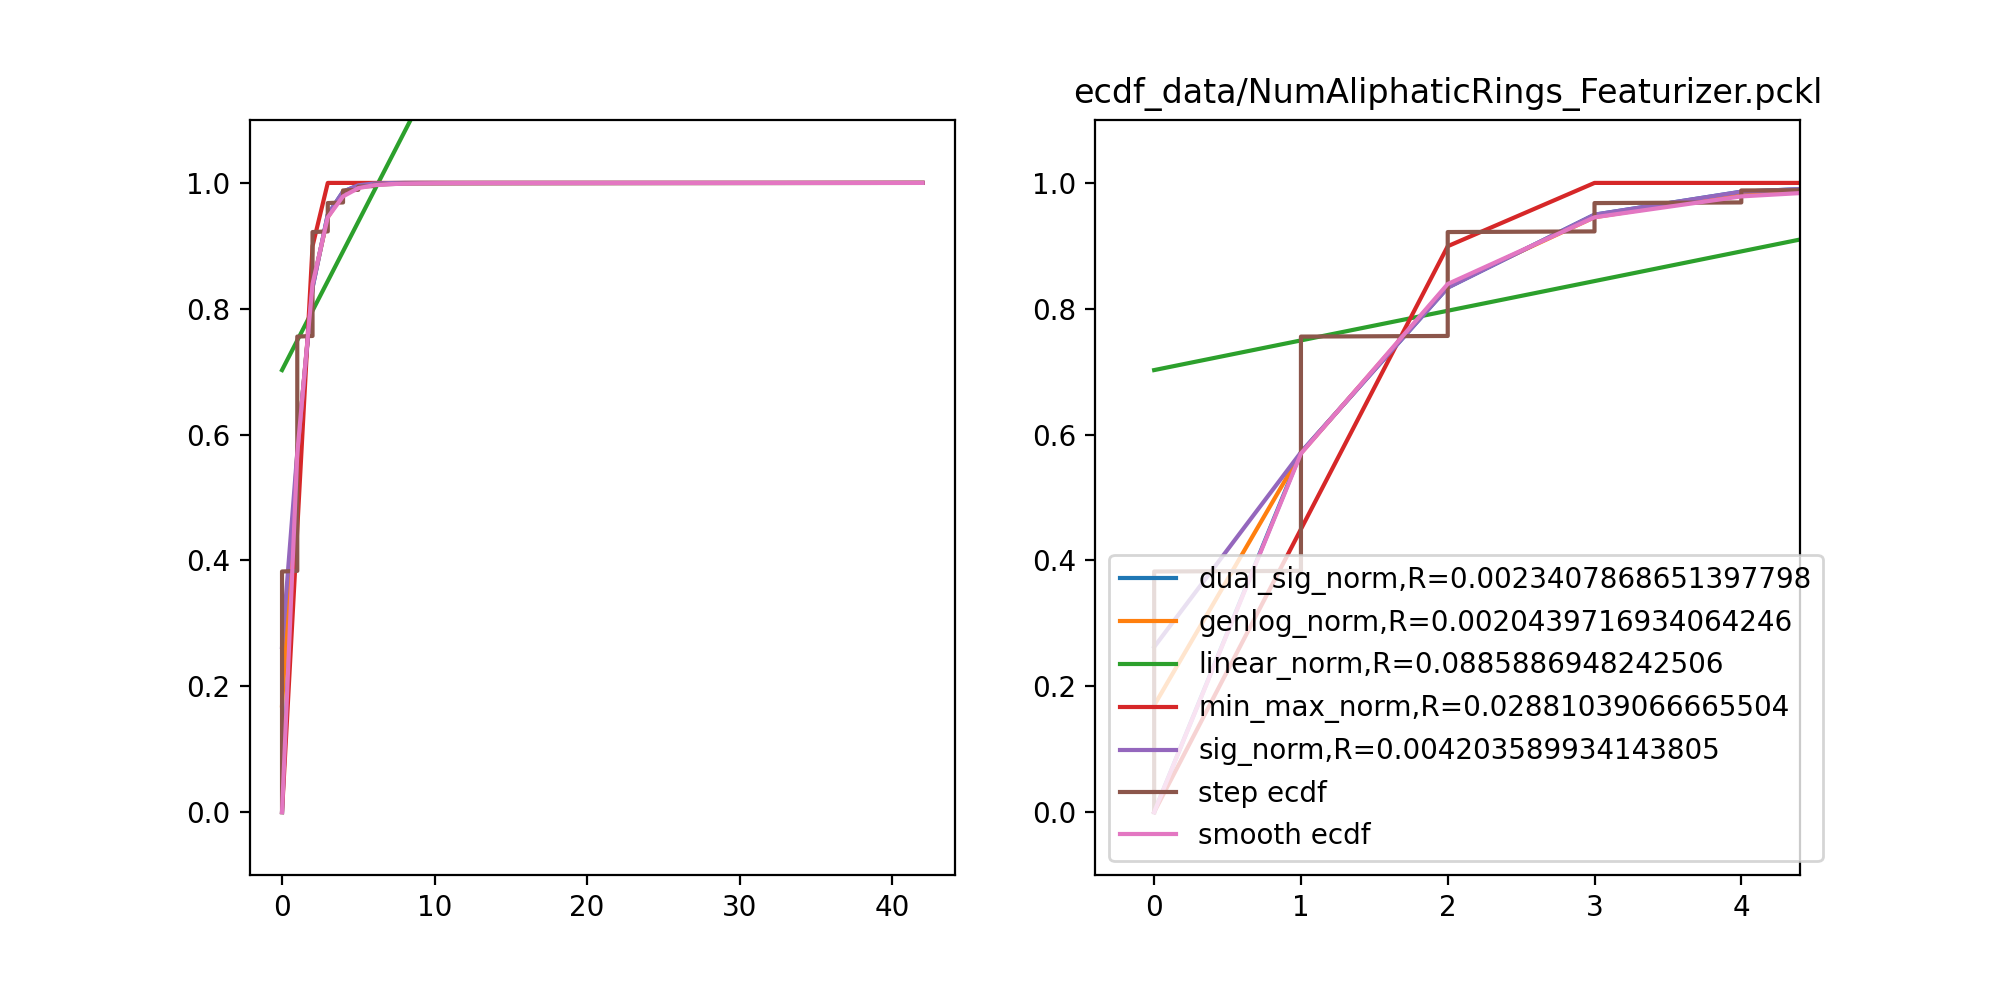 ecdf_data/NumAliphaticRings_Featurizer.pckl
1.0
0.8
0.6
0.4
0.2
0.0
0 10 20 30 40
1.0
0.8
0.6
0.4
0.2
0.0
dual_sig_norm,R=0.0023407868651397798
genlog_norm,R=0.0020439716934064246
linear_norm,R=0.0885886948242506
min_max_norm,R=0.02881039066665504
sig_norm,R=0.004203589934143805
step ecdf
smooth ecdf
0 1 2 3 4